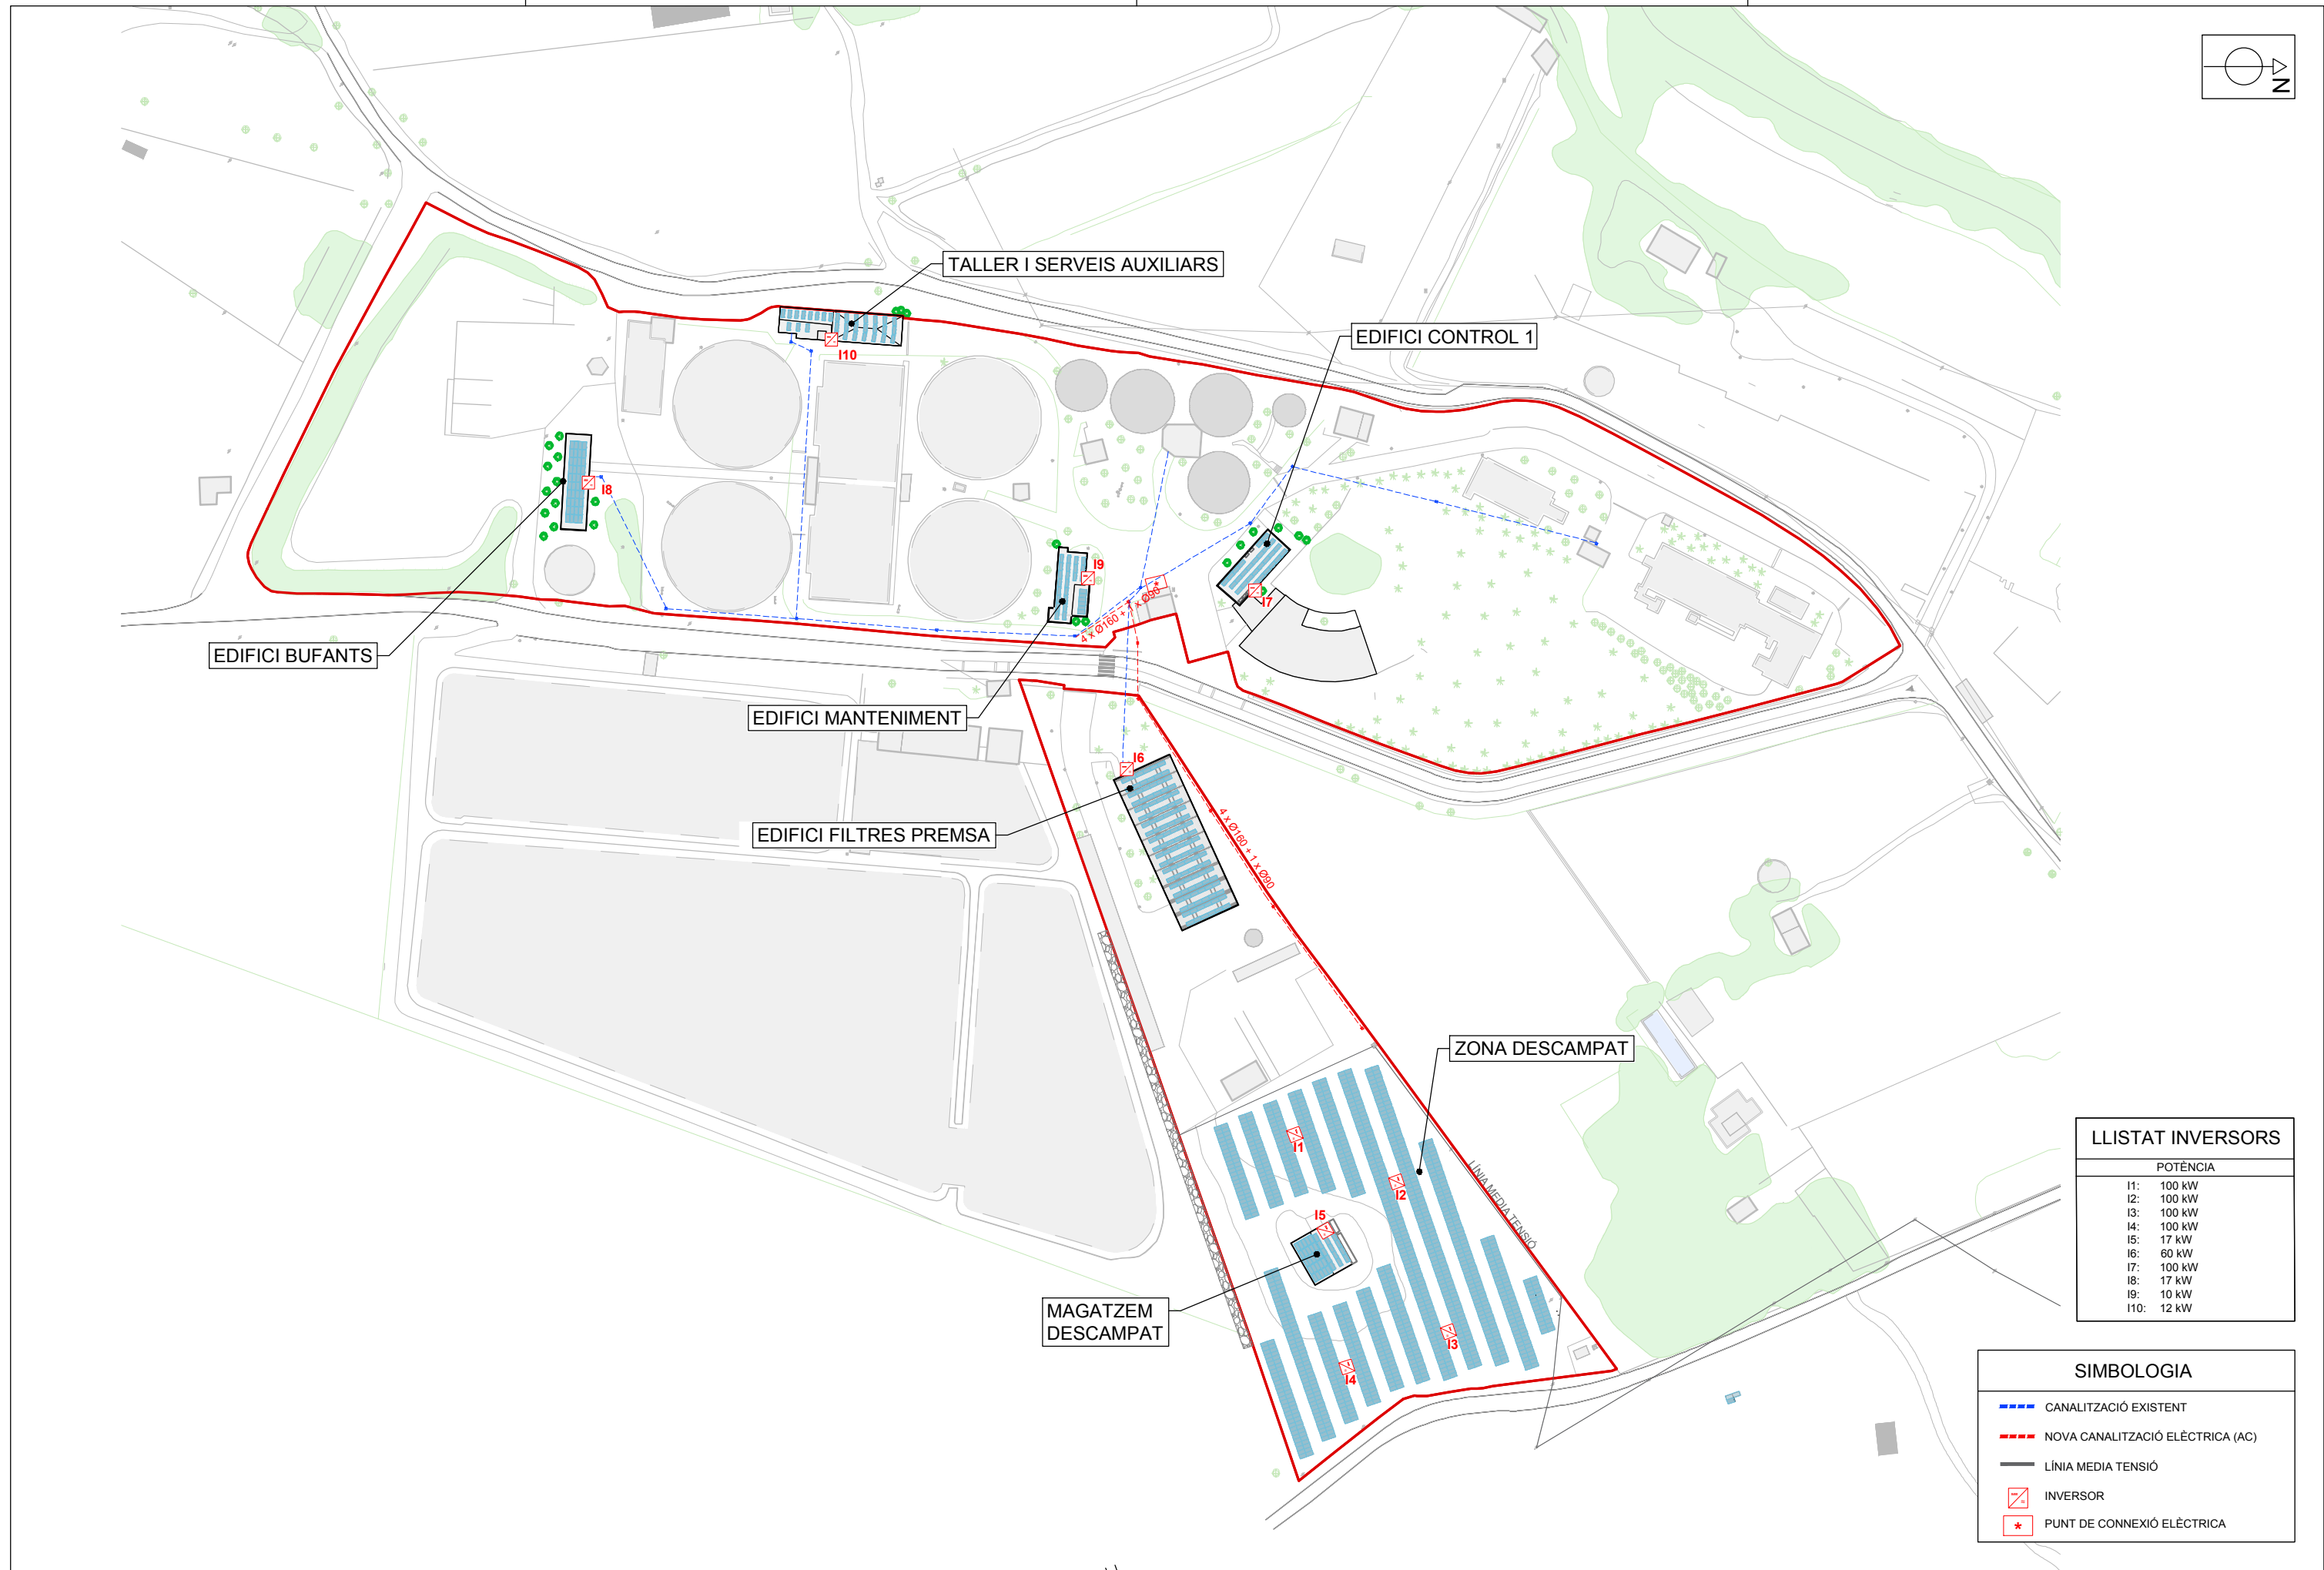 N
TALLER I SERVEIS AUXILIARS
EDIFICI CONTROL 1
I10
I8
I9
4 x Ø160 + 1 x Ø90
I7
EDIFICI BUFANTS
EDIFICI MANTENIMENT
I6
EDIFICI FILTRES PREMSA
4 x Ø160 + 1 x Ø90
ZONA DESCAMPAT
I1
I2
LÍNIA MEDIA TENSIÓ
I5
MAGATZEM
DESCAMPAT
I3
I4
LLISTAT INVERSORS
POTÈNCIA
I1: 100 kW
I2: 100 kW
I3: 100 kW
I4: 100 kW
I5: 17 kW
I6: 60 kW
I7: 100 kW
I8: 17 kW
I9: 10 kW
I10: 12 kW
SIMBOLOGIA
CANALITZACIÓ EXISTENT
NOVA CANALITZACIÓ ELÈCTRICA (AC)
LÍNIA MEDIA TENSIÓ
INVERSOR
* PUNT DE CONNEXIÓ ELÈCTRICA